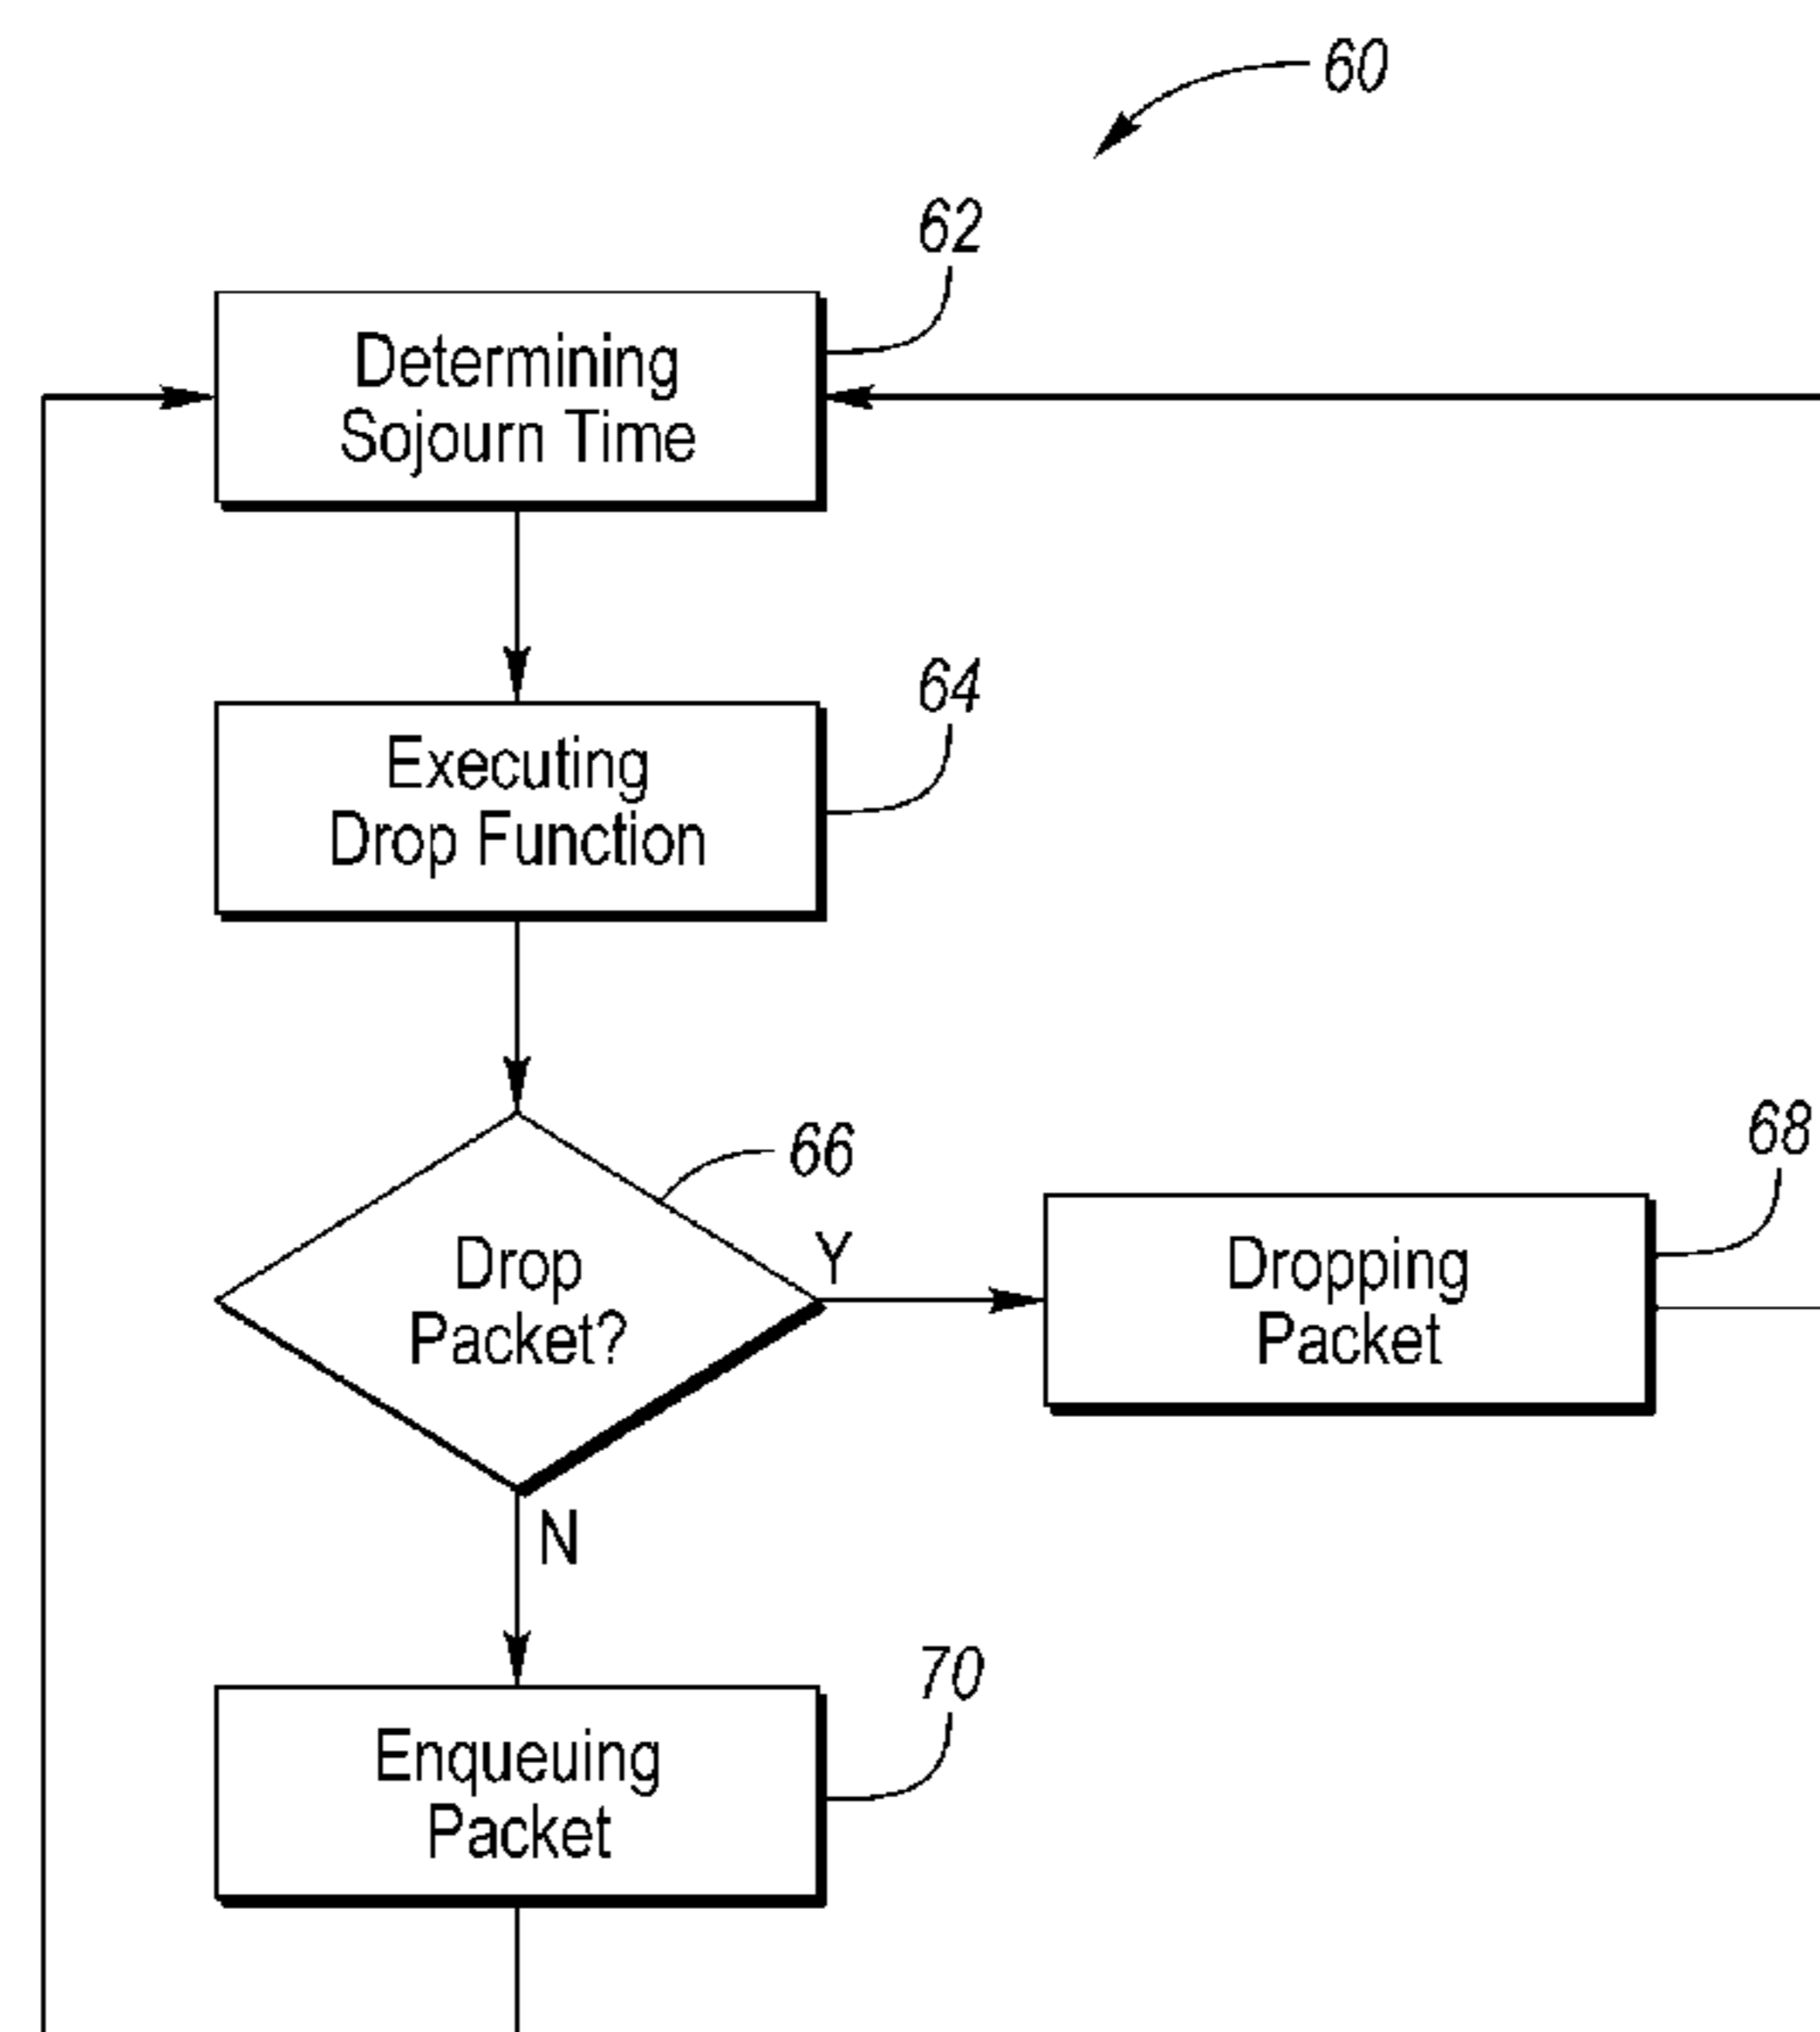 60
62
Determining
Sojourn Time
64
Executing
Drop Function
66
68
Y
Drop
Packet?
Dropping
Packet
N
70
Enqueuing
Packet